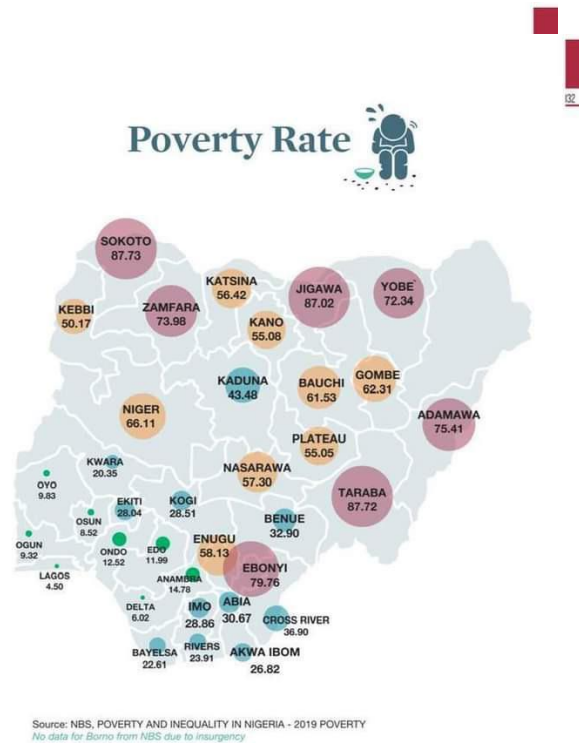 132
Poverty Rate
SOKOTO
87.73
KATSINA
56.42
JIGAWA
87.02
YOBE*
72.34
KEBBI
50.17
ZAMFARA
73.98
KANO
55.08
KADUNA
43.48
BAUCHI
61.53
GOMBE
62.31
NIGER
66.11
ADAMAWA
75.41
PLATEAU
55.05
KWARA
20.35
NASARAWA
57.30
OYO
9.83
TARABA
87.72
EKITI
28.04
KOGI
28.51
OSUN
8.52
BENUE
32.90
OGUN
9.32
ONDO
12.52
EDO
11.99
ENUGU
58.13
EBONYI
79.76
LAGOS
4.50
ANAMBRA
14.78
DELTA
6.02
IMO
28.86
ABIA
30.67
CROSS RIVER
36.90
BAYELSA
22.61
RIVERS
23.91
AKWA IBOM
26.82
Source: NBS, POVERTY AND INEQUALITY IN NIGERIA - 2019 POVERTY
No data for Borno from NBS due to insurgency